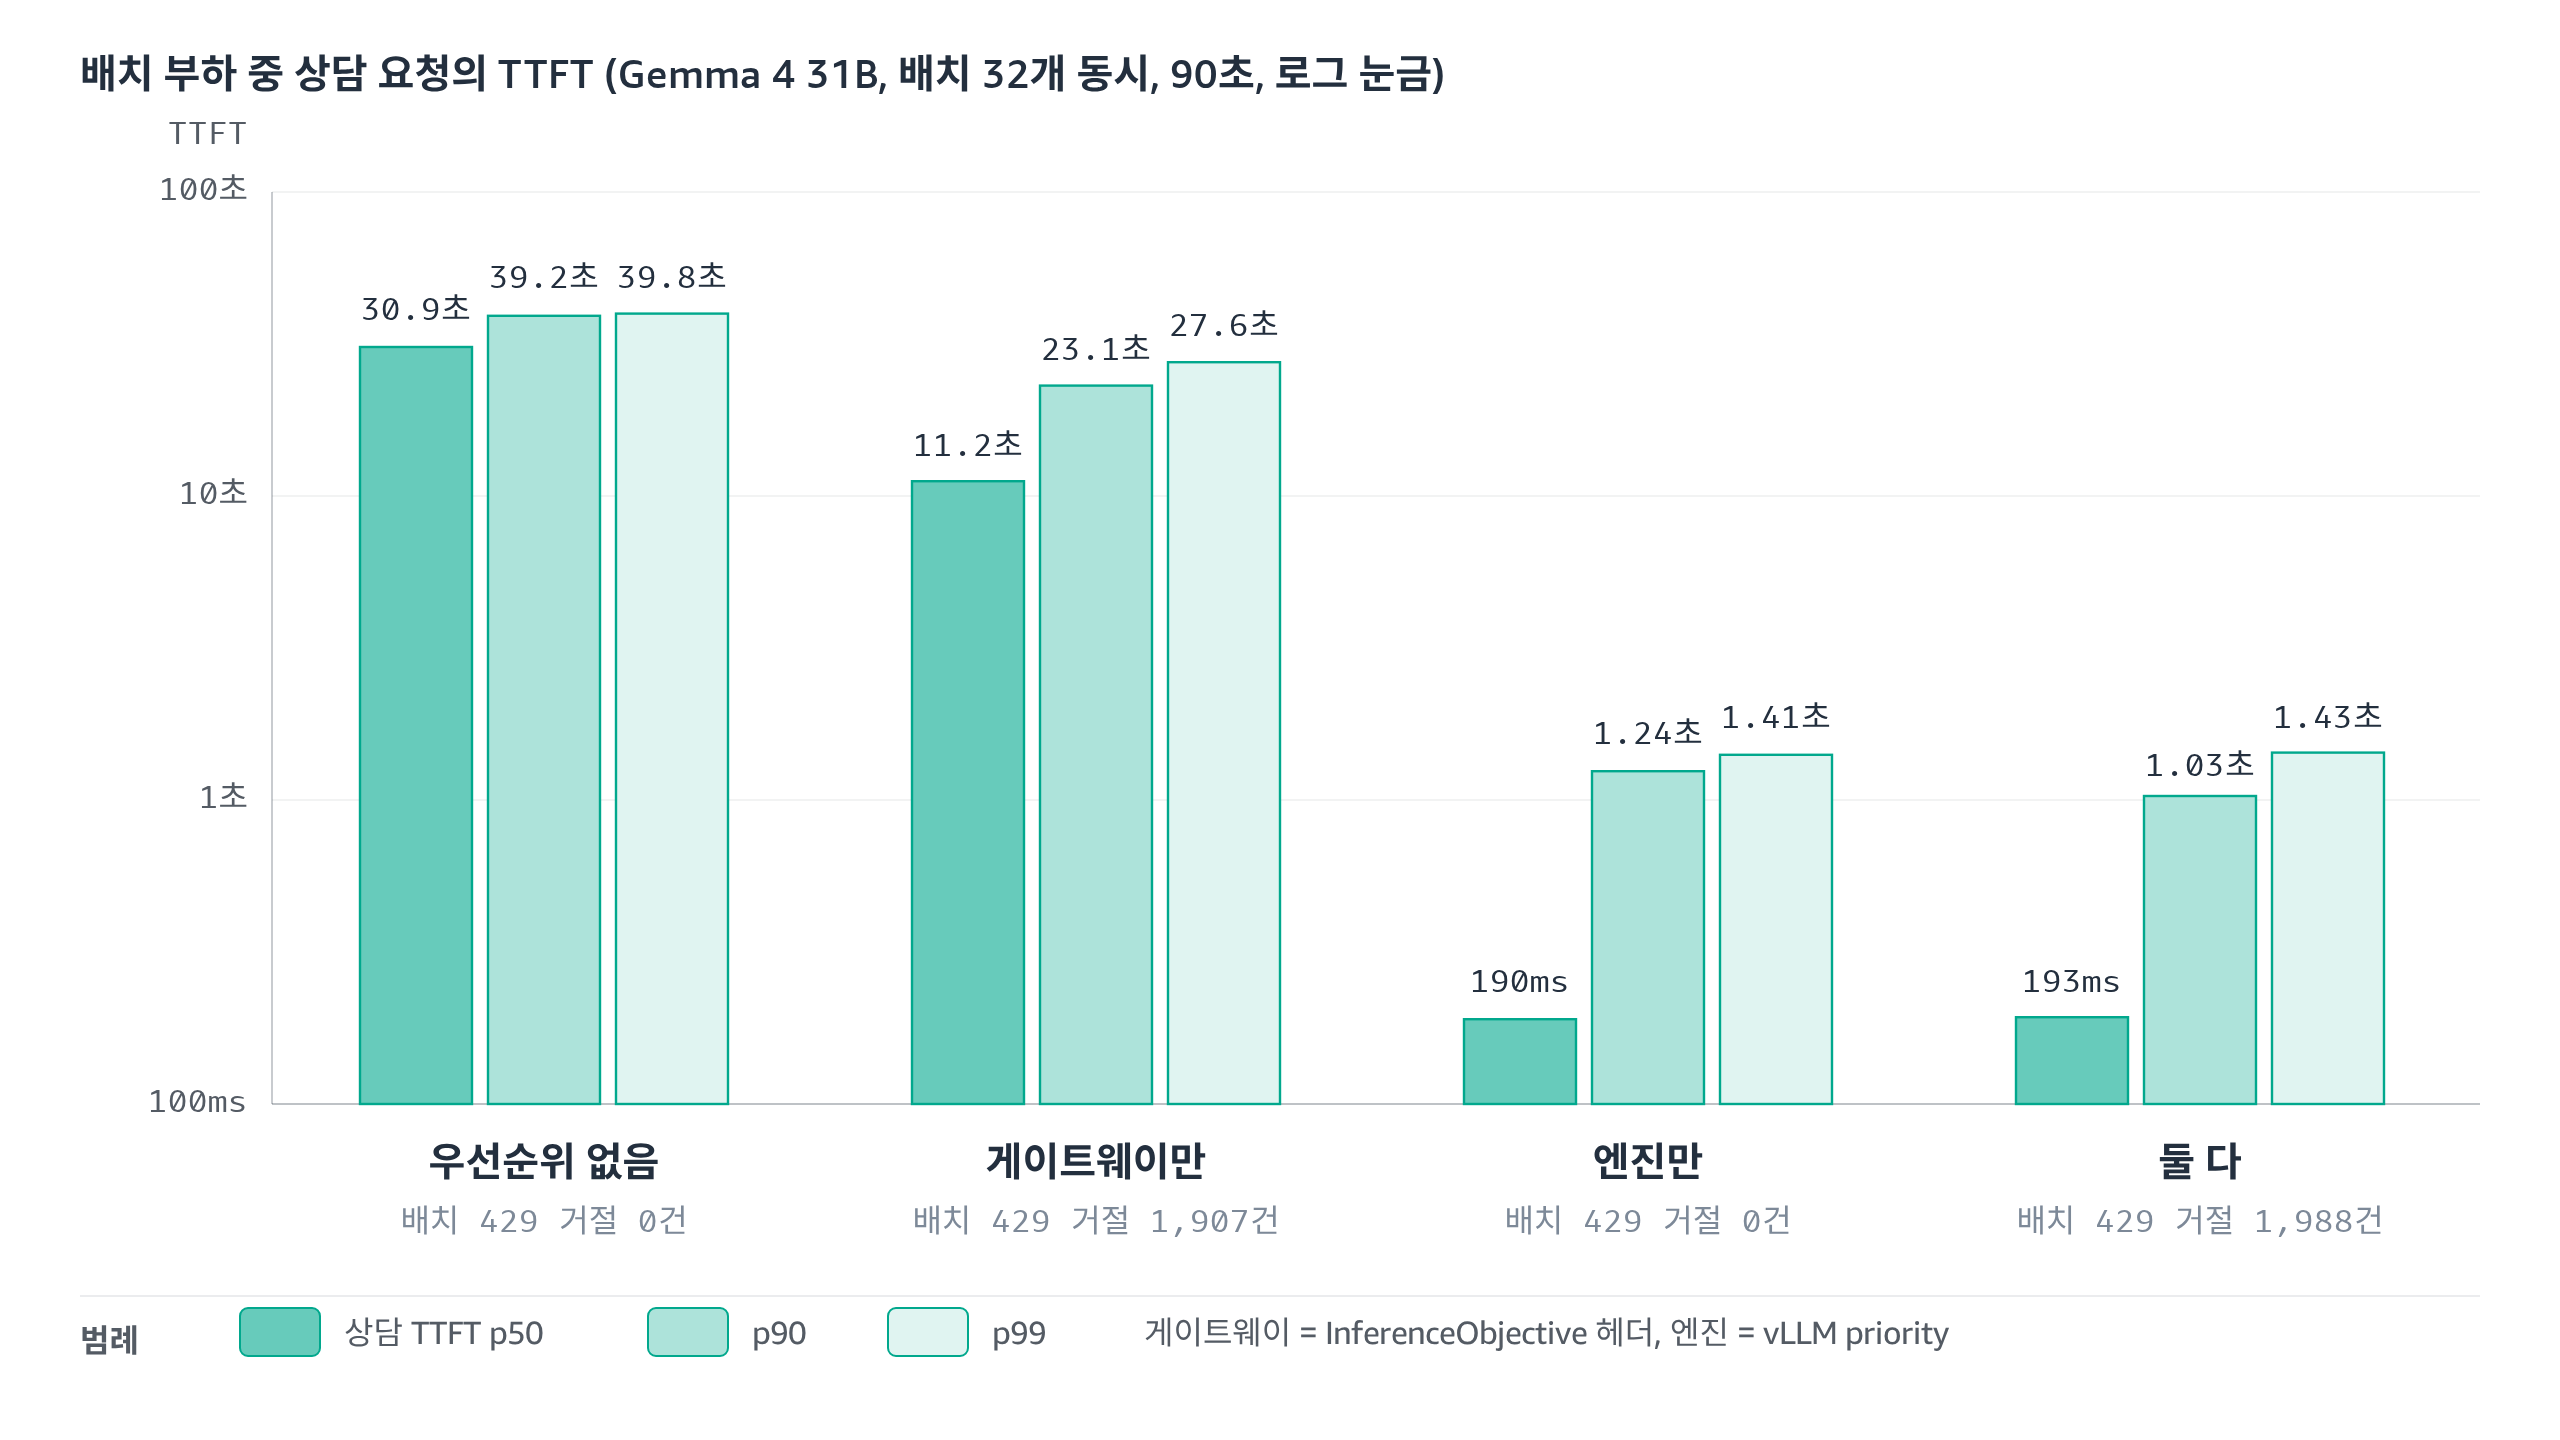 배치 부하 중 상담 요청의 TTFT (Gemma 4 31B, 배치 32개 동시, 90초, 로그 눈금)
TTFT
100초
10초
1초
100ms
30.9초
39.2초
39.8초
11.2초
23.1초
27.6초
190ms
1.24초
1.41초
193ms
1.03초
1.43초
우선순위 없음
배치 429 거절 0건
게이트웨이만
배치 429 거절 1,907건
엔진만
배치 429 거절 0건
둘 다
배치 429 거절 1,988건
범례
상담 TTFT p50
p90
p99
게이트웨이 = InferenceObjective 헤더, 엔진 = vLLM priority